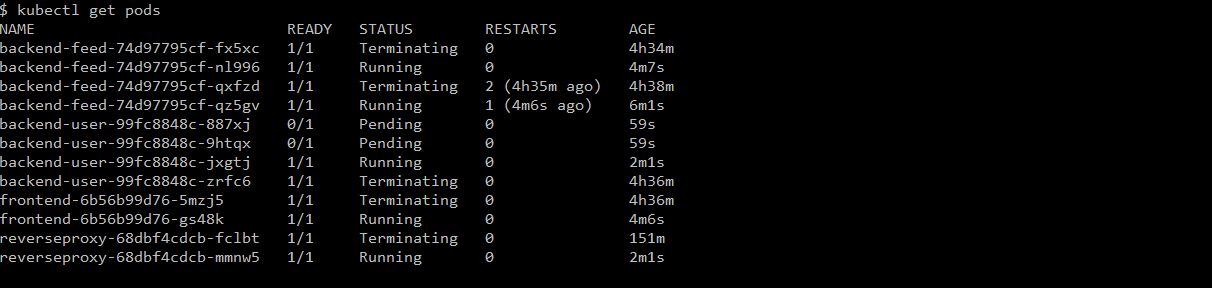 $ kubectl get pods
NAME READY STATUS RESTARTS AGE
backend-feed-74d97795cf-fx5xc 1/1 Terminating 0 4h34m
backend-feed-74d97795cf-nl996 1/1 Running 0 4m7s
backend-feed-74d97795cf-qxfzd 1/1 Terminating 2 (4h35m ago) 4h38m
backend-feed-74d97795cf-qz5gv 1/1 Running 1 (4m6s ago) 6m1s
backend-user-99fc8848c-887xj 0/1 Pending 0 59s
backend-user-99fc8848c-9htqx 0/1 Pending 0 59s
backend-user-99fc8848c-jxgtj 1/1 Running 0 2m1s
backend-user-99fc8848c-zrfc6 1/1 Terminating 0 4h36m
frontend-6b56b99d76-5mzj5 1/1 Terminating 0 4h36m
frontend-6b56b99d76-gs48k 1/1 Running 0 4m6s
reverseproxy-68dbf4cdcb-fclbt 1/1 Terminating 0 151m
reverseproxy-68dbf4cdcb-mmnw5 1/1 Running 0 2m1s